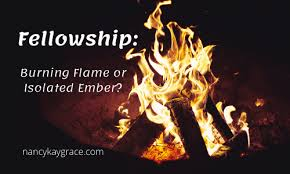 Fellowship:
Burning Flame or
Isolated Ember?
nancykaygrace.com